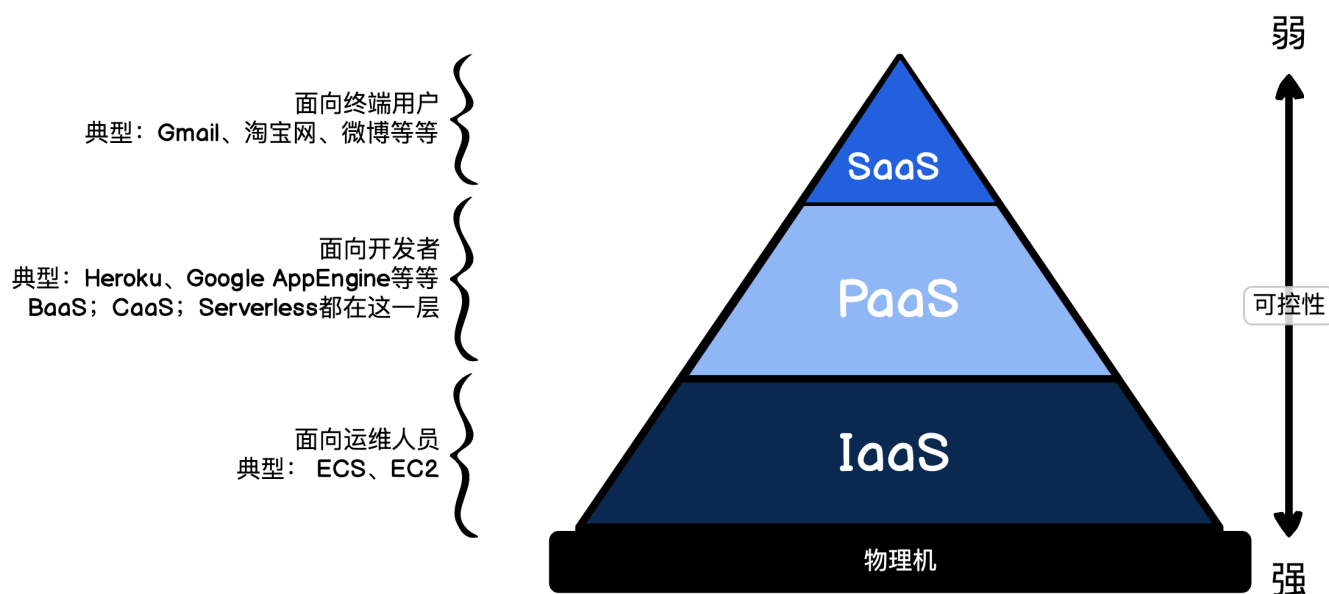 弱
面向终端用户
典型：Gmail、淘宝网、微博等等
SaaS
面向开发者
典型：Heroku、Google AppEngine等等
BaaS；CaaS；Serverless都在这一层
PaaS
可控性
面向运维人员
典型： ECS、EC2
IaaS
物理机
强